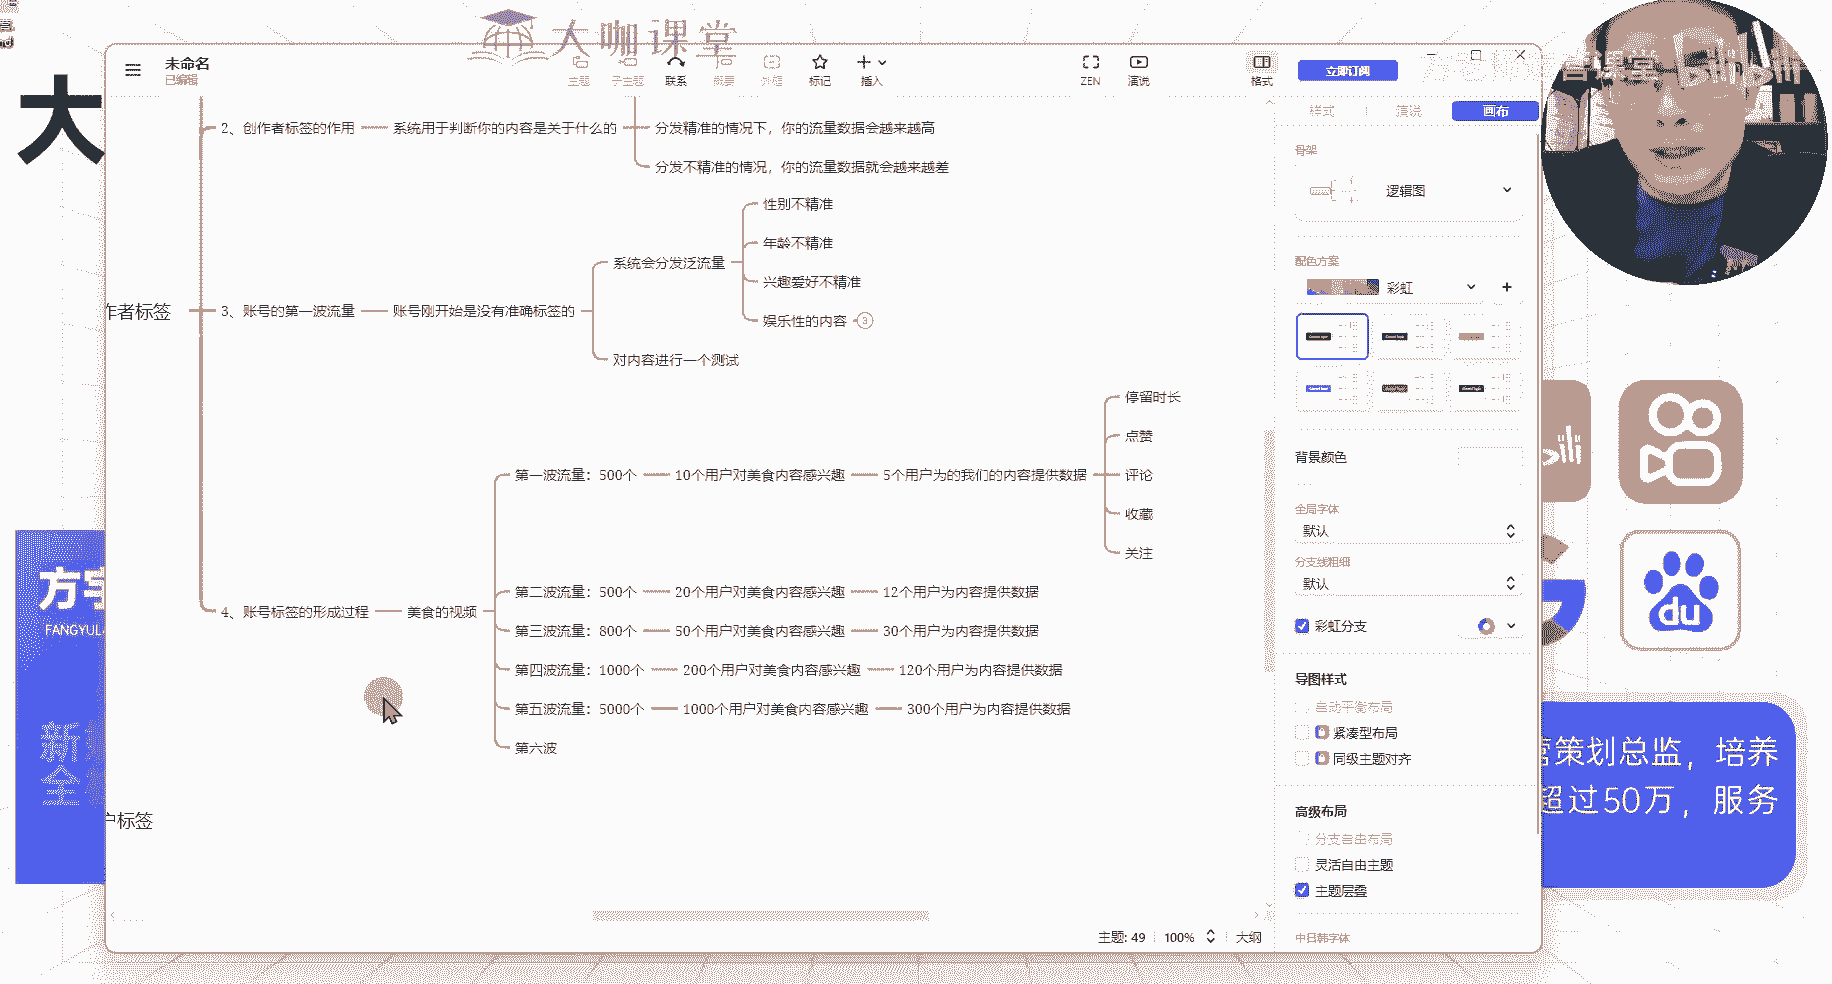 大咖课堂
大
未命名
已编辑
主题
子主题
联系
概要
外框
标记
插入
ZEN
演说
格式
立即订阅
样式
演说
画布
2、创作者标签的作用
系统用于判断你的内容是关于什么的
分发精准的情况下，你的流量数据会越来越高
分发不精准的情况，你的流量数据就会越来越差
作者标签
3、账号的第一波流量
账号刚开始是没有准确标签的
系统会分发泛流量
性别不精准
年龄不精准
兴趣爱好不精准
娱乐性的内容
3
对内容进行一个测试
4、账号标签的形成过程
美食的视频
第一波流量：500个
10个用户对美食内容感兴趣
5个用户为的我们的内容提供数据
停留时长
点赞
评论
收藏
关注
第二波流量：500个
20个用户对美食内容感兴趣
12个用户为内容提供数据
第三波流量：800个
50个用户对美食内容感兴趣
30个用户为内容提供数据
第四波流量：1000个
200个用户对美食内容感兴趣
120个用户为内容提供数据
第五波流量：5000个
1000个用户对美食内容感兴趣
300个用户为内容提供数据
第六波
户标签
骨架
逻辑图
配色方案
彩虹
背景颜色
全局字体
默认
分支线粗细
默认
彩虹分支
导图样式
自动平衡布局
紧凑型布局
同级主题对齐
高级布局
分支自由布局
灵活自由主题
主题层叠
中日韩字体
主题: 49
100%
大纲
FANGYUL
新
全
du
营策划总监，培养
超过50万，服务